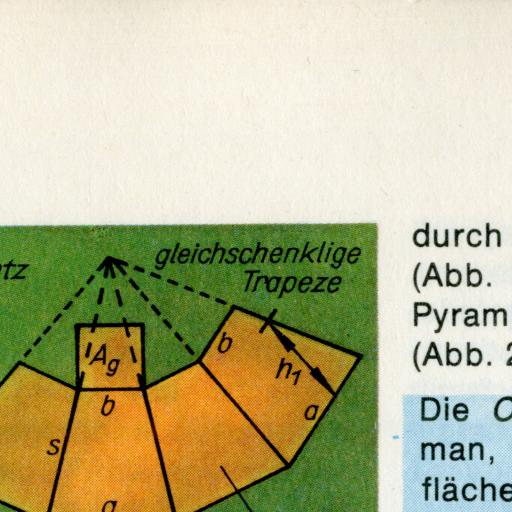 gleichschenklige
Trapeze
tz
A_g
b
b
h_1
a
s
a
durch
(Abb.
Pyram
(Abb. 2
Die
man,
fläche